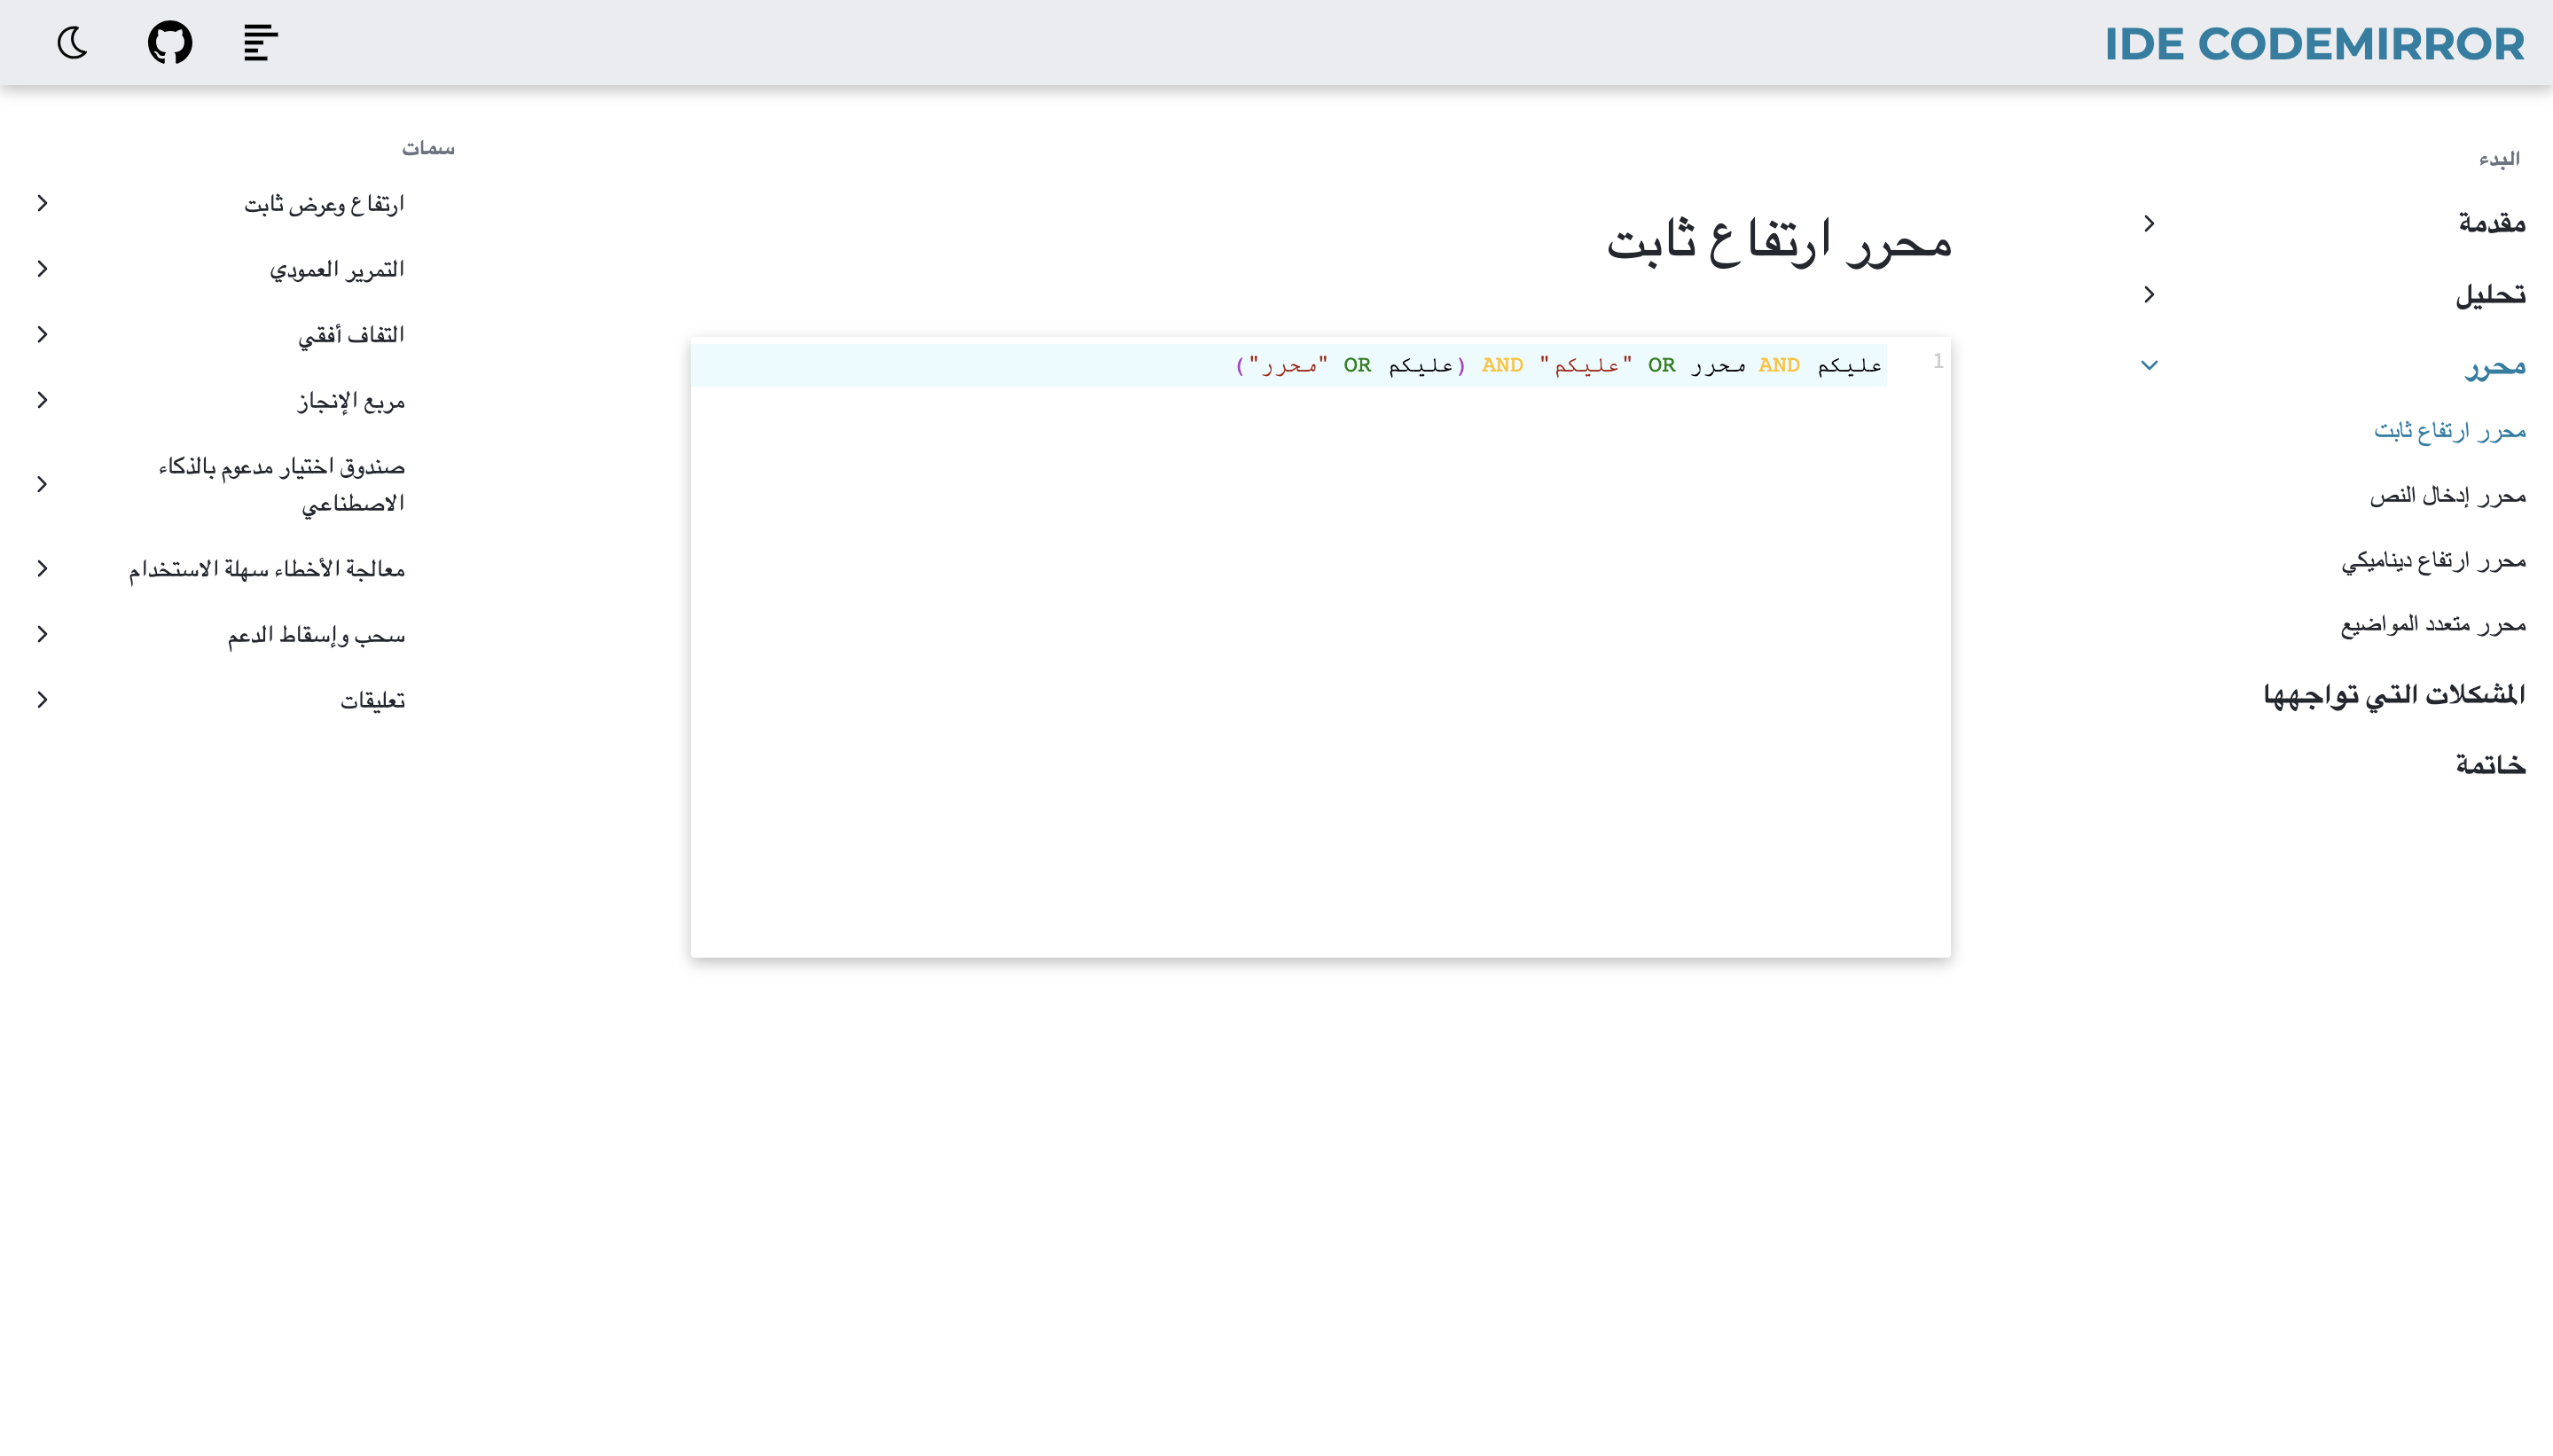 IDE CODEMIRROR
البدء
مقدمة
تحليل
محرر
محرر ارتفاع ثابت
محرر إدخال النص
محرر ارتفاع ديناميكي
محرر متعدد المواضيع
المشكلات التي تواجهها
خاتمة
محرر ارتفاع ثابت
1
عليكم AND محرر OR "عليكم" AND (عليكم OR "محرر")
سمات
ارتفاع وعرض ثابت
التمرير العمودي
التفاف أفقي
مربع الإنجاز
صندوق اختيار مدعوم بالذكاء
الاصطناعي
معالجة الأخطاء سهلة الاستخدام
سحب وإسقاط الدعم
تعليقات